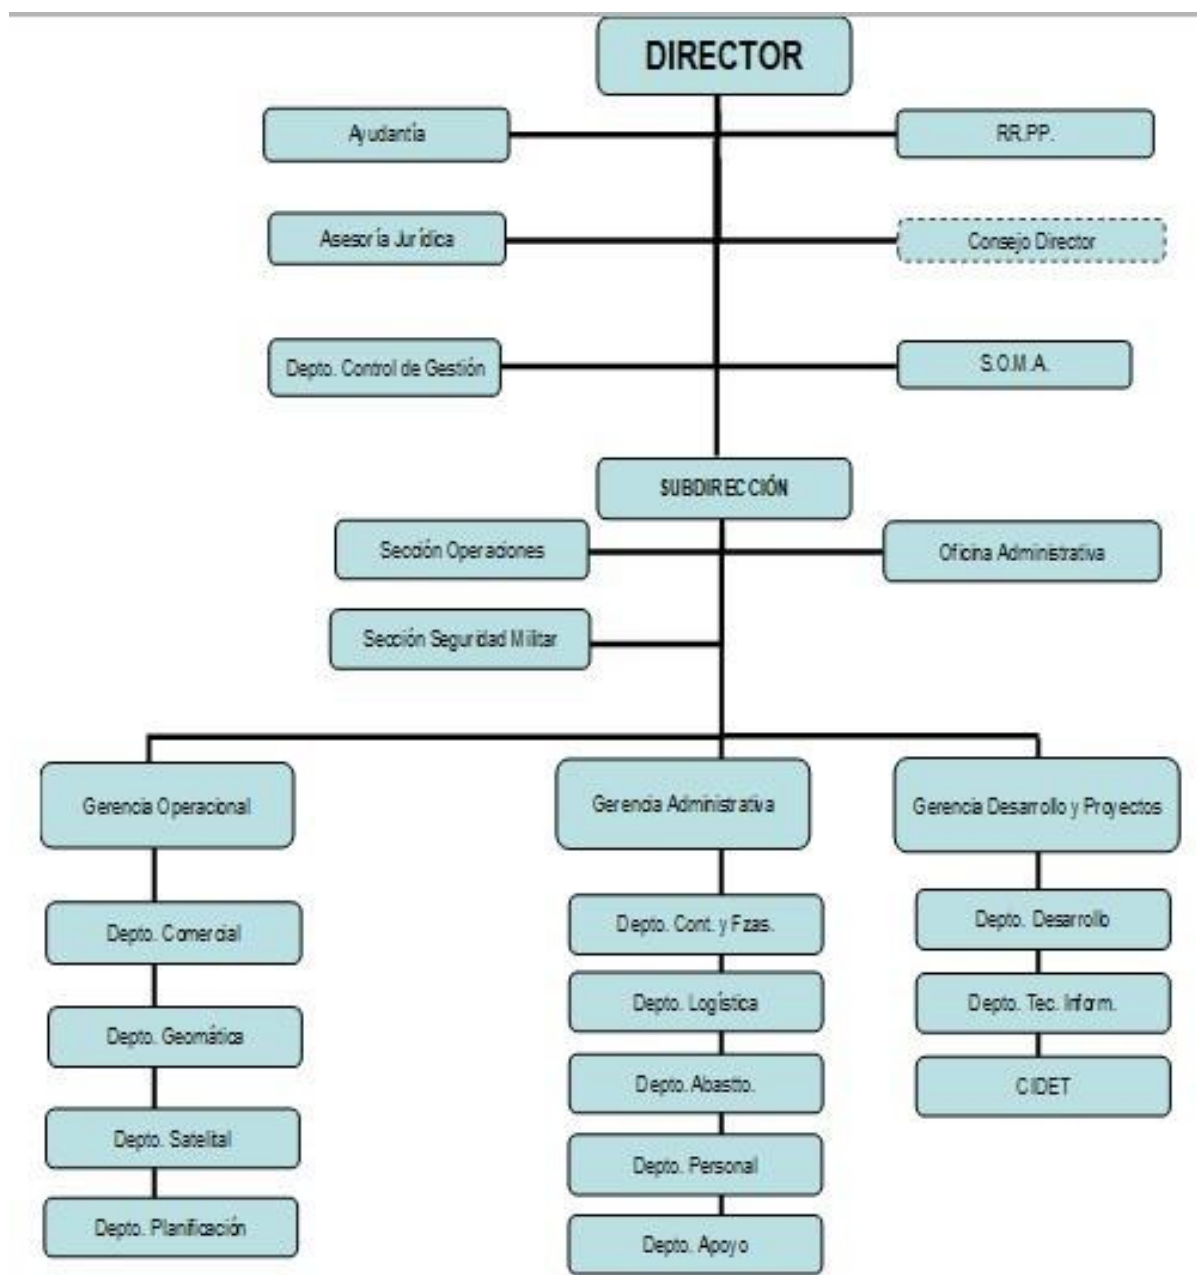 DIRECTOR
Ayudantía
RR.PP.
Asesoría Jurídica
Consejo Director
Depto. Control de Gestión
S.O.M.A.
SUBDIRECCIÓN
Sección Operaciones
Oficina Administrativa
Sección Seguridad Militar
Gerencia Operacional
Gerencia Administrativa
Gerencia Desarrollo y Proyectos
Depto. Comercial
Depto. Geomática
Depto. Satelital
Depto. Planificación
Depto. Cont. y Fzas.
Depto. Logística
Depto. Abastto.
Depto. Personal
Depto. Apoyo
Depto. Desarrollo
Depto. Tec. Inform.
CIDET